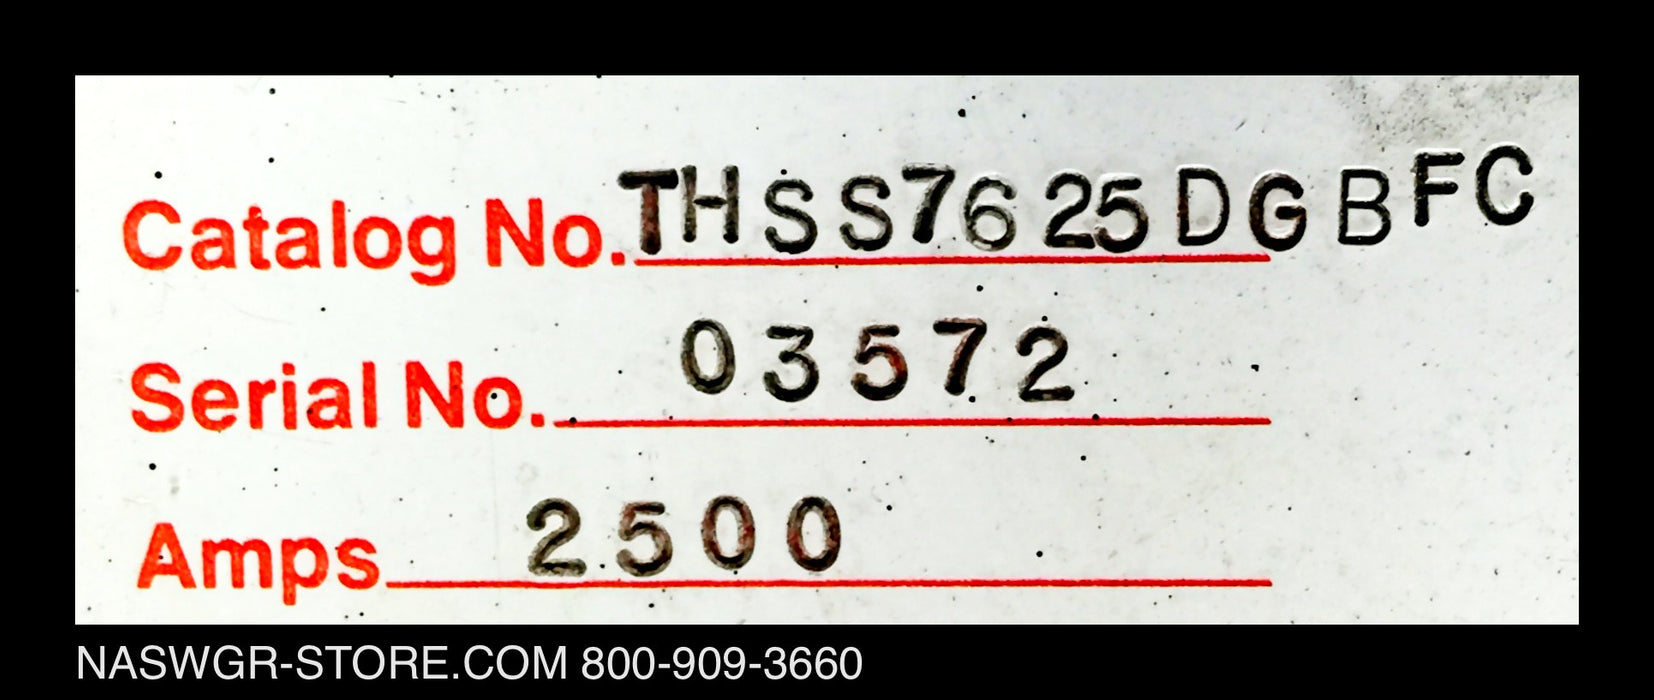 Catalog No. THSS7625DGBFC
Serial No. 03572
Amps 2500
NASWGR-STORE.COM 800-909-3660